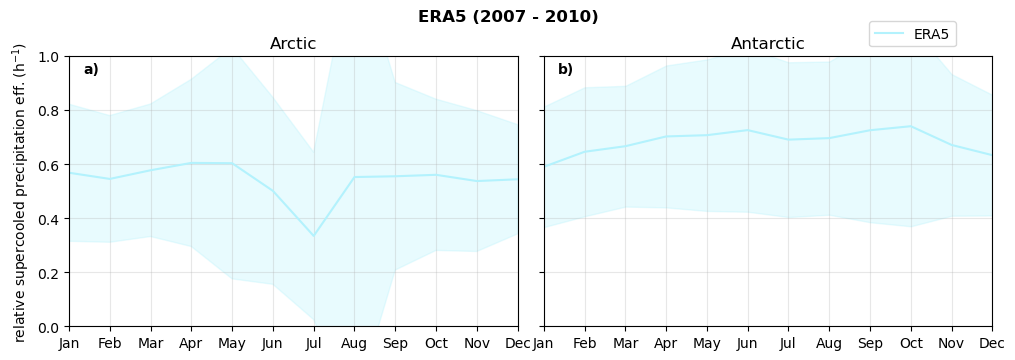 ERA5 (2007 - 2010)
ERA5
Arctic
Antarctic
relative supercooled precipitation eff. (h⁻¹)
a)
b)
1.0
0.8
0.6
0.4
0.2
0.0
Jan Feb Mar Apr May Jun Jul Aug Sep Oct Nov Dec
Jan Feb Mar Apr May Jun Jul Aug Sep Oct Nov Dec